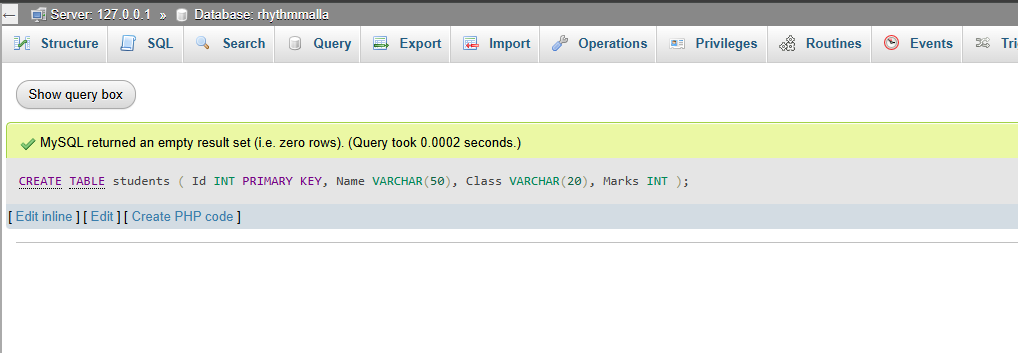 Server: 127.0.0.1 » Database: rhythmmalla
Structure SQL Search Query Export Import Operations Privileges Routines Events Tri
Show query box
MySQL returned an empty result set (i.e. zero rows). (Query took 0.0002 seconds.)
CREATE TABLE students ( Id INT PRIMARY KEY, Name VARCHAR(50), Class VARCHAR(20), Marks INT );
[ Edit inline ] [ Edit ] [ Create PHP code ]